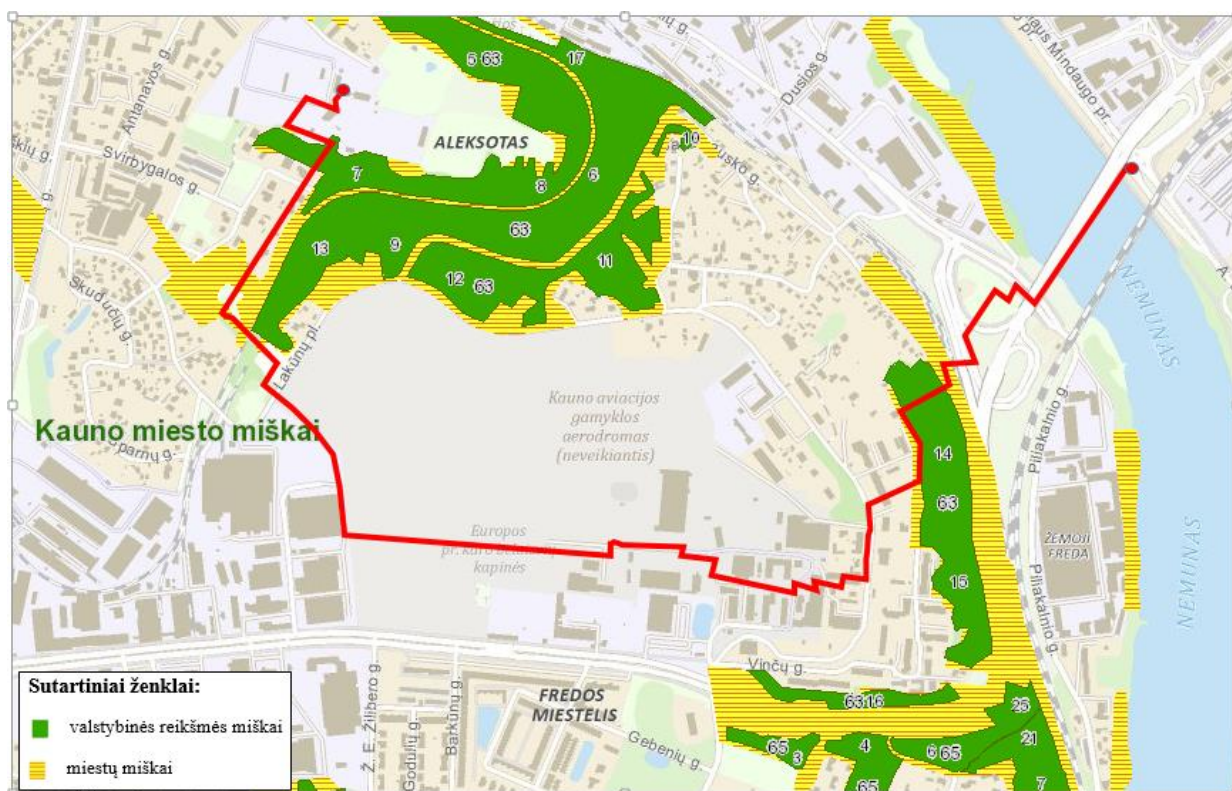 5 63
17
Dusios g.
10
Antanavos g.
ALEKSOTAS
Svirbygalos g.
7
8
6
63
13
9
11
12
63
NEMUNAS
Skudučių g.
Lakūnų pl.
Kauno aviacijos
gamyklos
aerodromas
(neveikiantis)
Kauno miesto miškai
Piliakalnio g.
14
63
Europos
kapinės
ŽEMOJI
FREDA
15
NEMUNAS
Piliakalnio g.
Vinčų g.
63 16
25
21
FREDOS
MIESTELIS
Ž. E. Žilibero g.
Godulių g.
Barkūnų g.
Gebenių g.
65
3
4
6 65
65
7
Sutartiniai ženklai:
valstybinės reikšmės miškai
miestų miškai